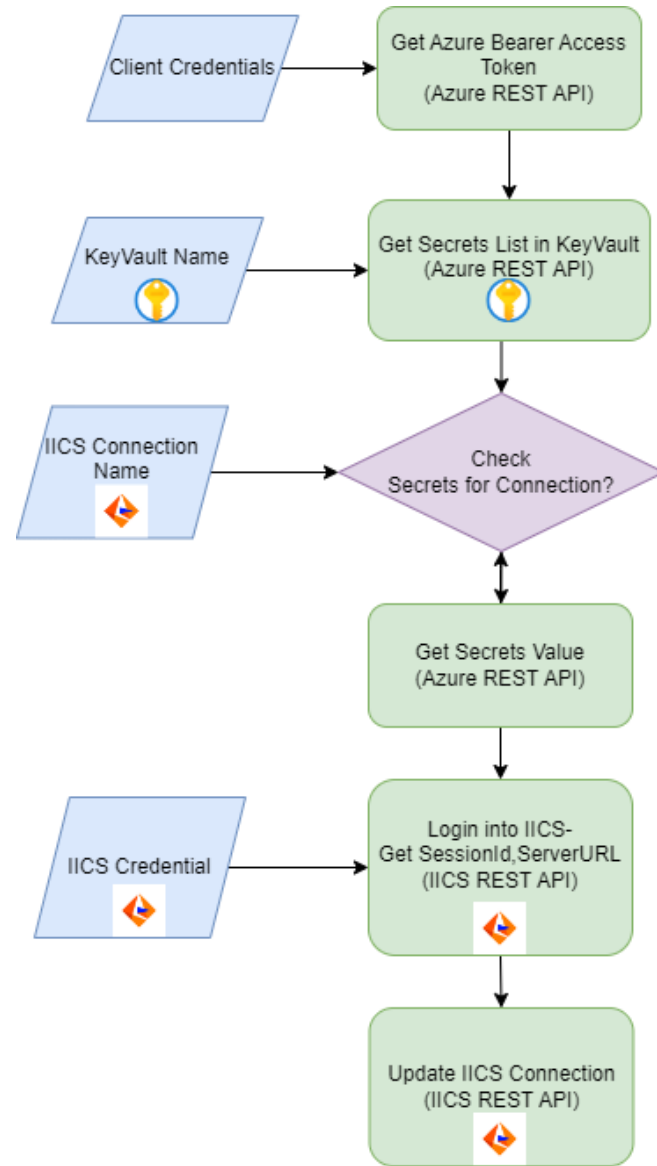 Client Credentials
Get Azure Bearer Access
Token
(Azure REST API)
KeyVault Name
Get Secrets List in KeyVault
(Azure REST API)
IICS Connection
Name
Check
Secrets for Connection?
Get Secrets Value
(Azure REST API)
IICS Credential
Login into IICS-
Get SessionId,ServerURL
(IICS REST API)
Update IICS Connection
(IICS REST API)